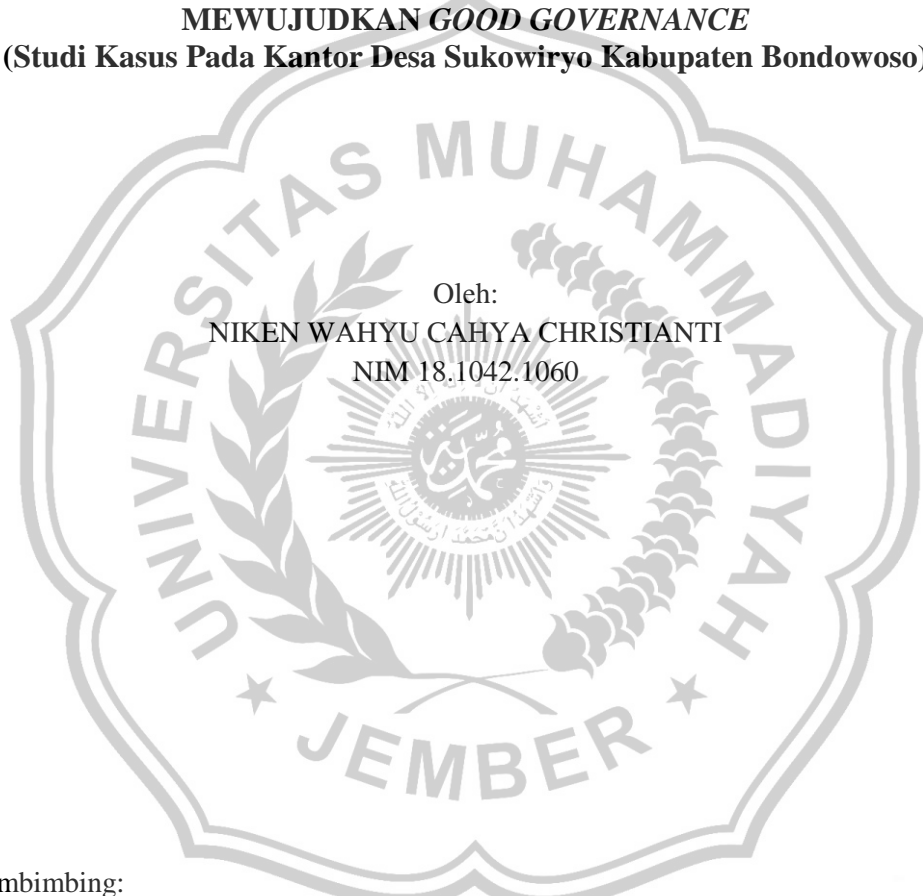 MEWUJUDKAN GOOD GOVERNANCE
(Studi Kasus Pada Kantor Desa Sukowiryo Kabupaten Bondowoso)
UNIVERSITAS MUHAMMADIYAH
Oleh:
NIKEN WAHYU CAHYA CHRISTIANTI
NIM 18.1042.1060
محمد
JEMBER
mbimbing: